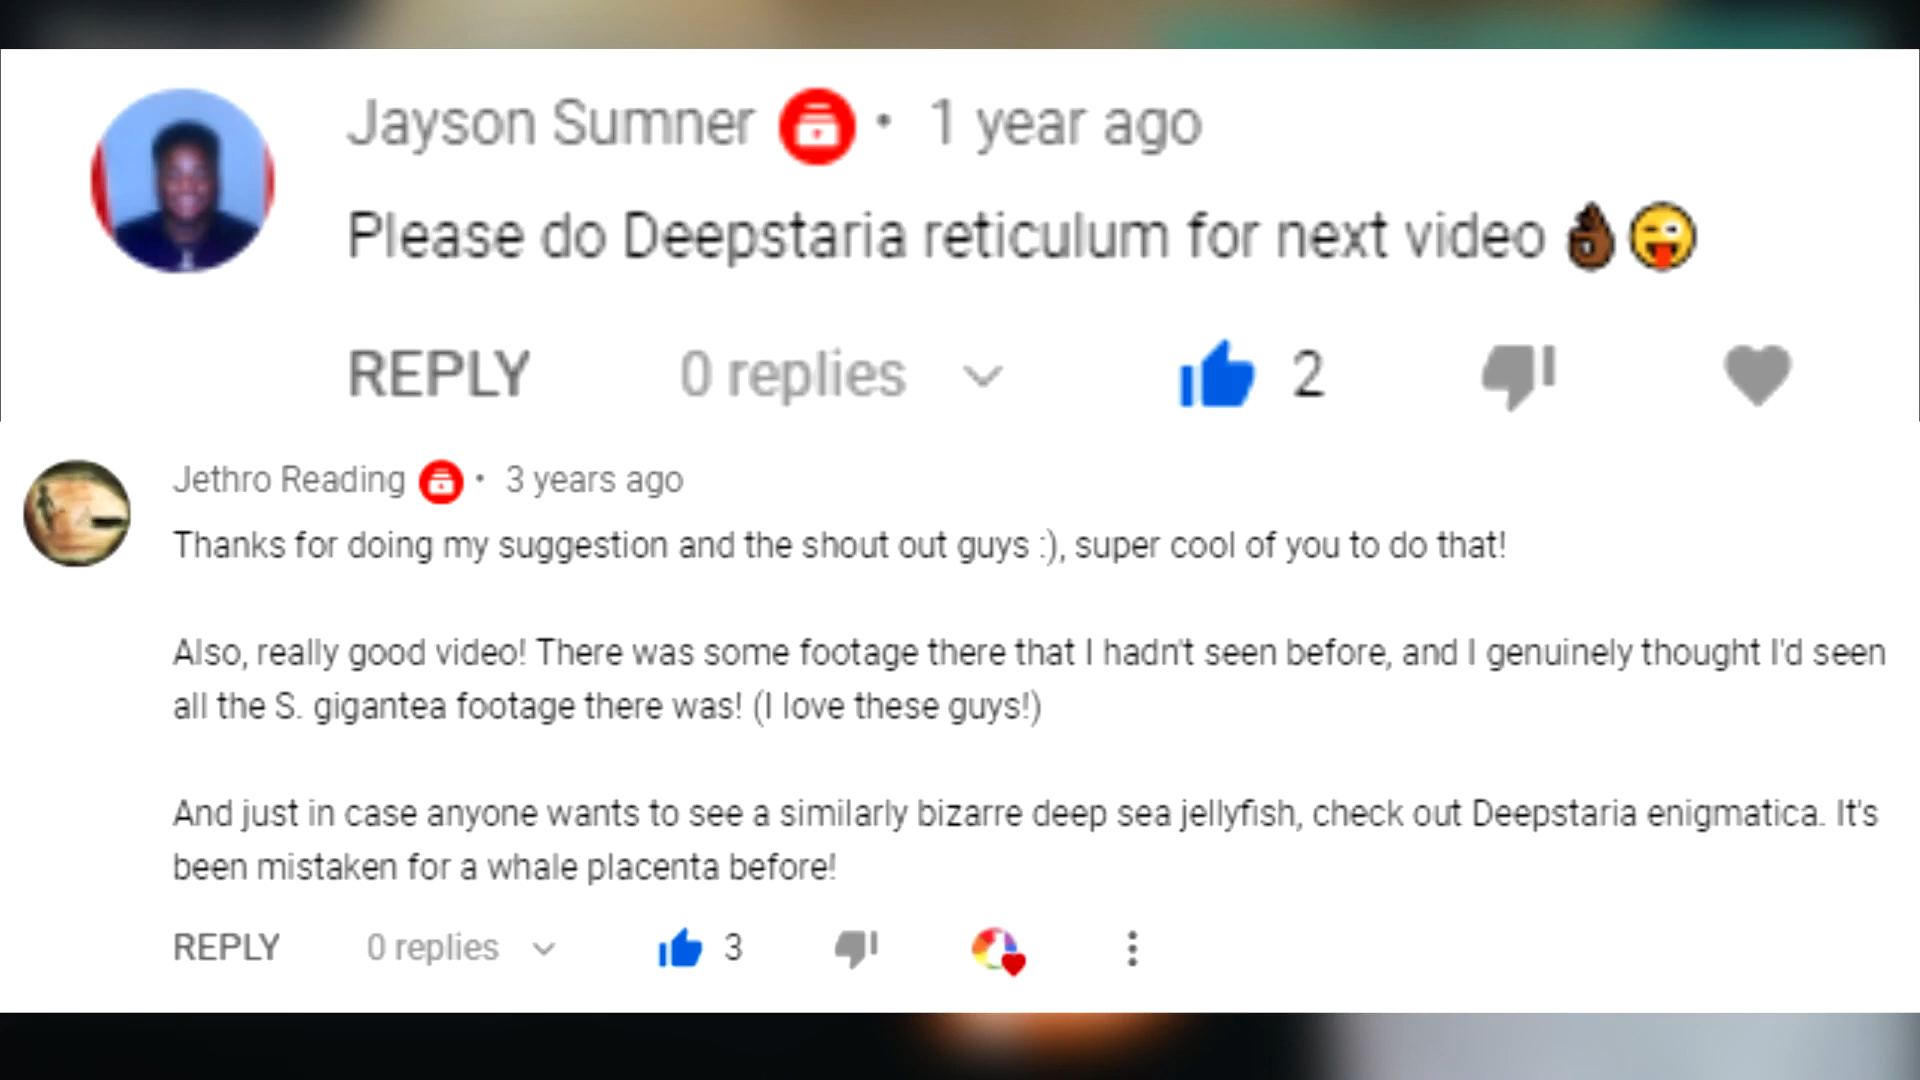 Jayson Sumner • 1 year ago
Please do Deepstaria reticulum for next video 👌🏿😜
REPLY 0 replies 2
Jethro Reading • 3 years ago
Thanks for doing my suggestion and the shout out guys :), super cool of you to do that!
Also, really good video! There was some footage there that I hadn't seen before, and I genuinely thought I'd seen
all the S. gigantea footage there was! (I love these guys!)
And just in case anyone wants to see a similarly bizarre deep sea jellyfish, check out Deepstaria enigmatica. It's
been mistaken for a whale placenta before!
REPLY 0 replies 3